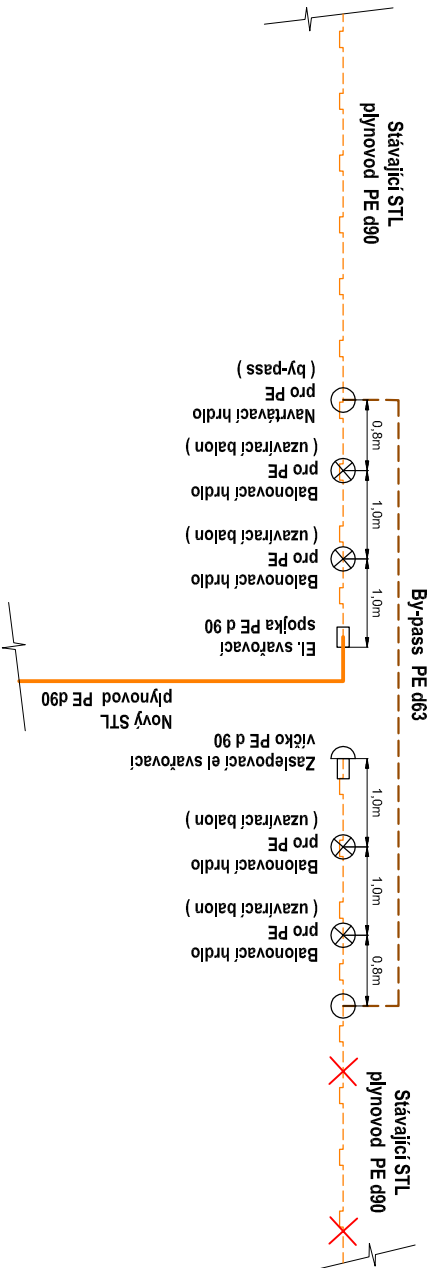 Stávající STL
plynovod PE d90
Navrtávací hrdlo
pro PE
( by-pass )
0,8m
Balonovací hrdlo
pro PE
( uzavírací balon )
1,0m
Balonovací hrdlo
pro PE
( uzavírací balon )
1,0m
El. svařovací
spojka PE d 90
By-pass PE d63
Nový STL
plynovod PE d90
Zaslepovací el svařovací
víčko PE d 90
1,0m
Balonovací hrdlo
pro PE
( uzavírací balon )
1,0m
Balonovací hrdlo
pro PE
( uzavírací balon )
0,8m
Stávající STL
plynovod PE d90